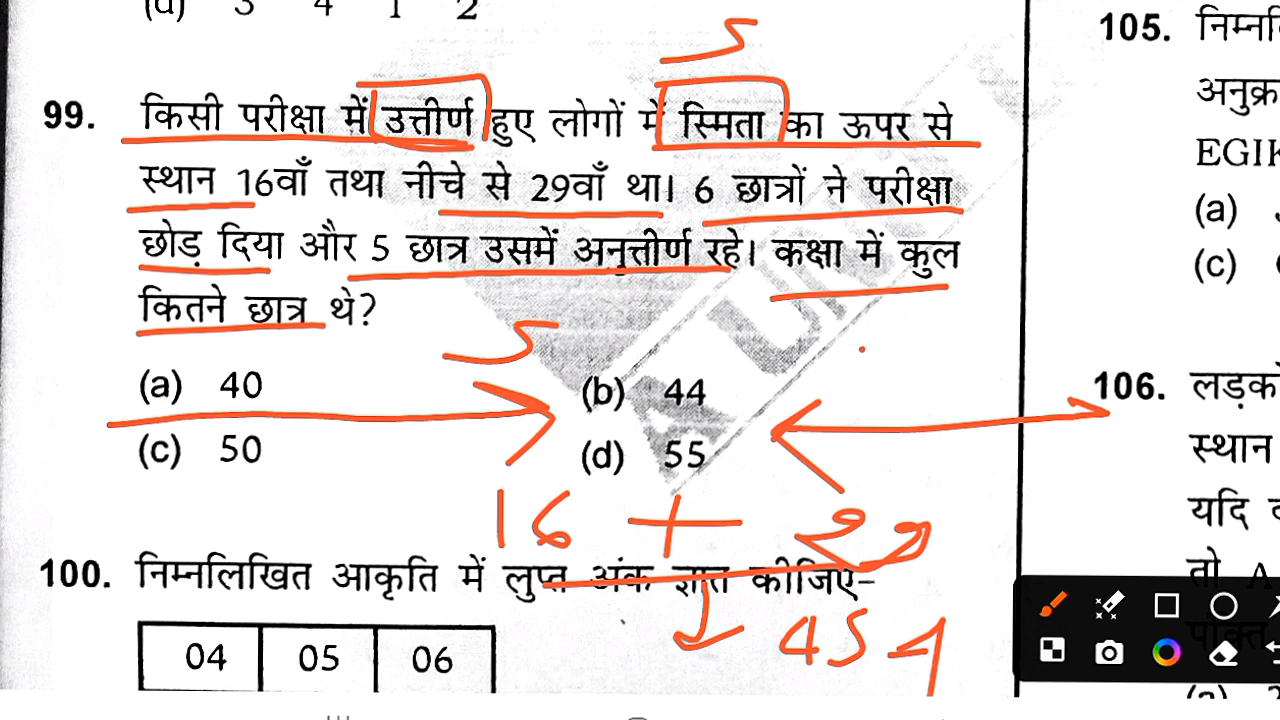 (d) 3 4 1 2
99. किसी परीक्षा में उत्तीर्ण हुए लोगों में स्मिता का ऊपर से
स्थान 16वाँ तथा नीचे से 29वाँ था। 6 छात्रों ने परीक्षा
छोड़ दिया और 5 छात्र उसमें अनुत्तीर्ण रहे। कक्षा में कुल
कितने छात्र थे?
(a) 40 (b) 44
(c) 50 (d) 55
16 + 29
45 - 1
100. निम्नलिखित आकृति में लुप्त अंक ज्ञात कीजिए–
04 05 06
105.
अनुक्र
EGIK
(a)
(c)
106. लड़को
स्थान
यदि
तो A